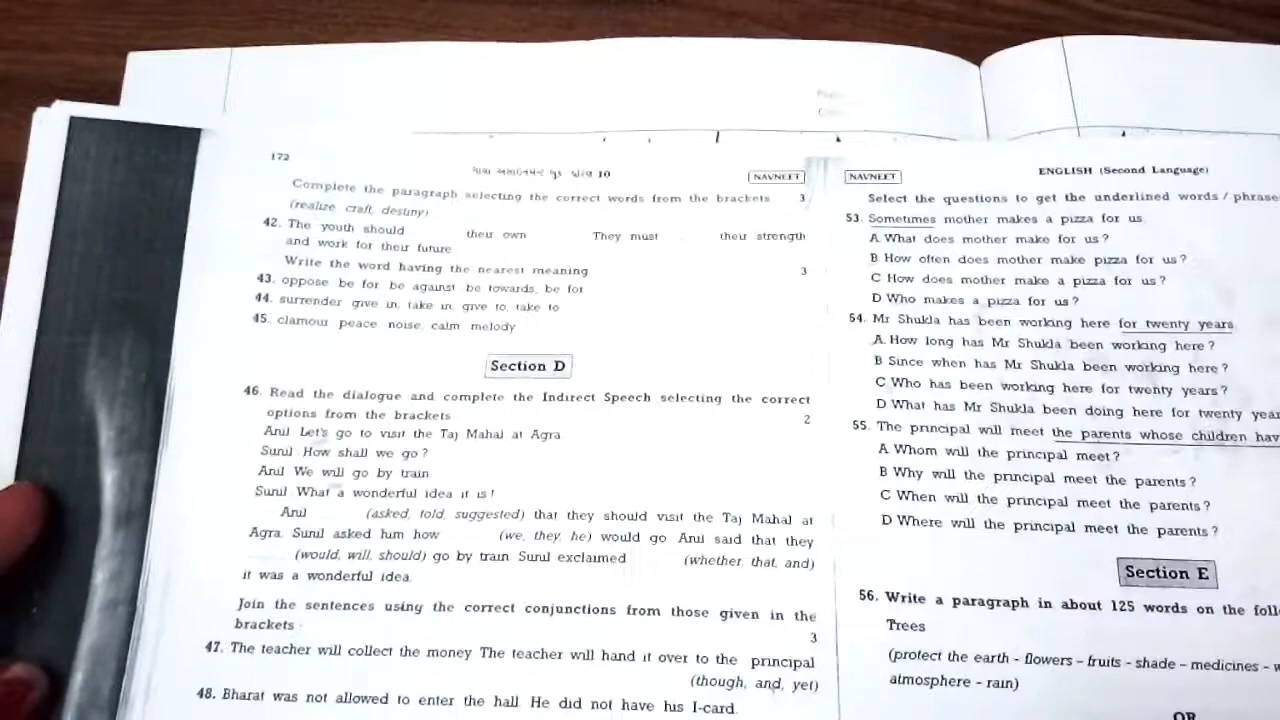 172
ગાલા અસાઇનમેન્ટ બુક ધોરણ 10
NAVNEET
Complete the paragraph selecting the correct words from the brackets 3
(realize craft, destiny)
42. The youth should their own They must their strength
and work for their future
Write the word having the nearest meaning 3
43. oppose be for be against be towards, be for
44. surrender give in, take in, give to, take to
45. clamour peace noise, calm melody
Section D
46. Read the dialogue and complete the Indirect Speech selecting the correct
options from the brackets 2
Anil Let's go to visit the Taj Mahal at Agra
Sunil How shall we go?
Anil We will go by train
Sunil What a wonderful idea it is!
Anil (asked, told, suggested) that they should visit the Taj Mahal at
Agra. Sunil asked him how (we, they, he) would go Anil said that they
(would, will, should) go by train Sunil exclaimed (whether, that, and)
it was a wonderful idea.
Join the sentences using the correct conjunctions from those given in the
brackets 3
47. The teacher will collect the money The teacher will hand it over to the principal
(though, and, yet)
48. Bharat was not allowed to enter the hall He did not have his I-card.
NAVNEET
ENGLISH (Second Language)
Select the questions to get the underlined words / phrase
53. Sometimes mother makes a pizza for us
A. What does mother make for us?
B How often does mother make pizza for us?
C How does mother make a pizza for us?
D Who makes a pizza for us?
54. Mr Shukla has been working here for twenty years
A. How long has Mr Shukla been working here?
B Since when has Mr Shukla been working here?
C Who has been working here for twenty years?
D What has Mr Shukla been doing here for twenty year
55. The principal will meet the parents whose children hav
A Whom will the principal meet?
B Why will the principal meet the parents?
C When will the principal meet the parents?
D Where will the principal meet the parents?
Section E
56. Write a paragraph in about 125 words on the foll
Trees
(protect the earth - flowers - fruits - shade - medicines - w
atmosphere - rain)
OR